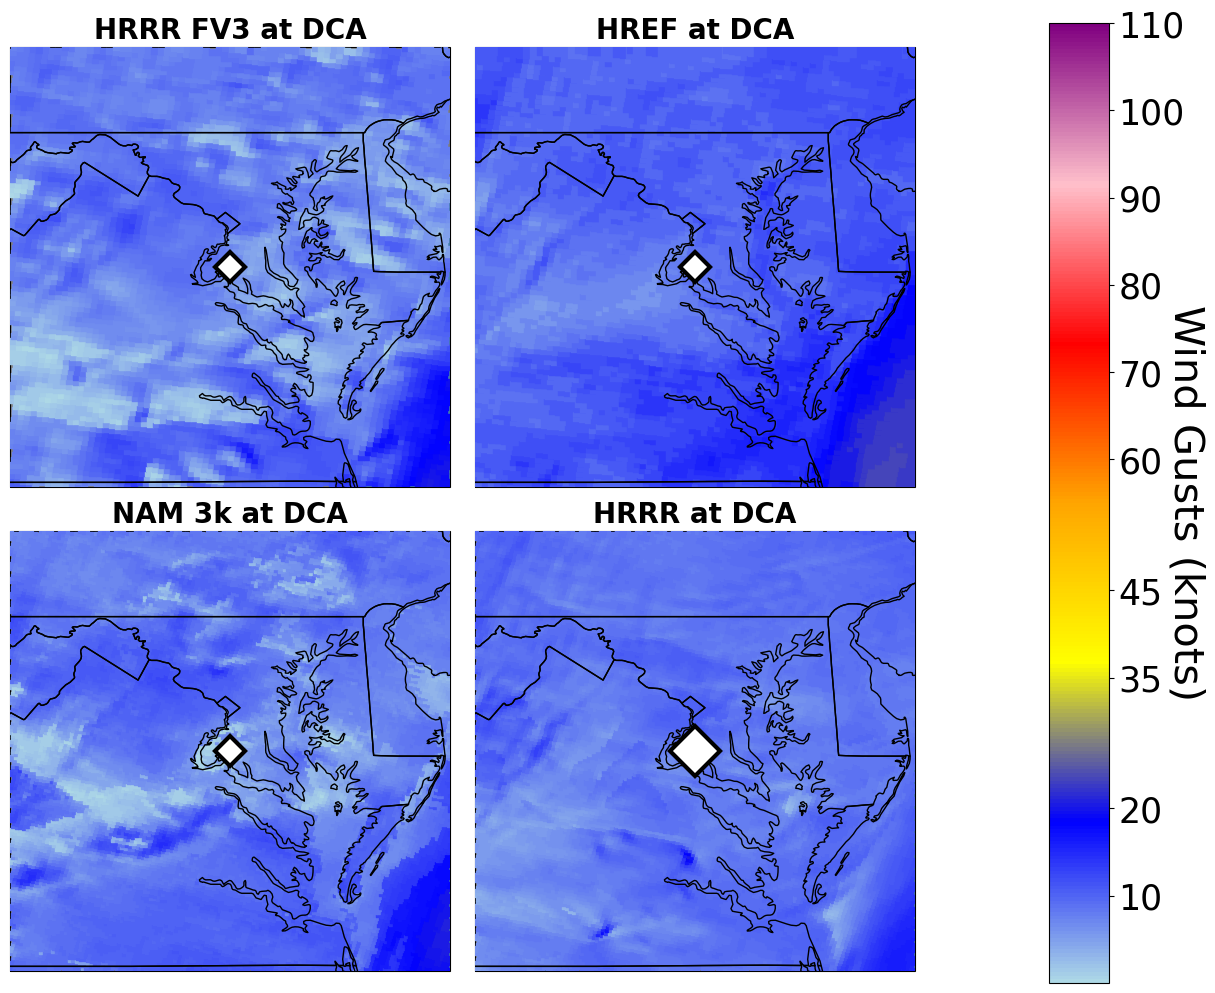 HRRR FV3 at DCA
HREF at DCA
NAM 3k at DCA
HRRR at DCA
110
100
90
80
70
60
45
35
20
10
Wind Gusts (knots)